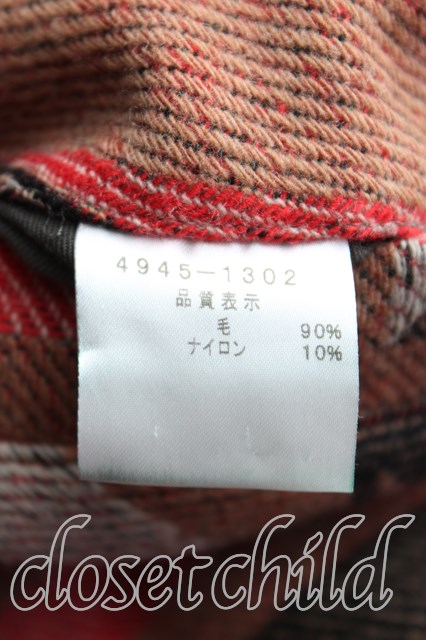 4945-1302
品質表示
毛 90%
ナイロン 10%
closetchild